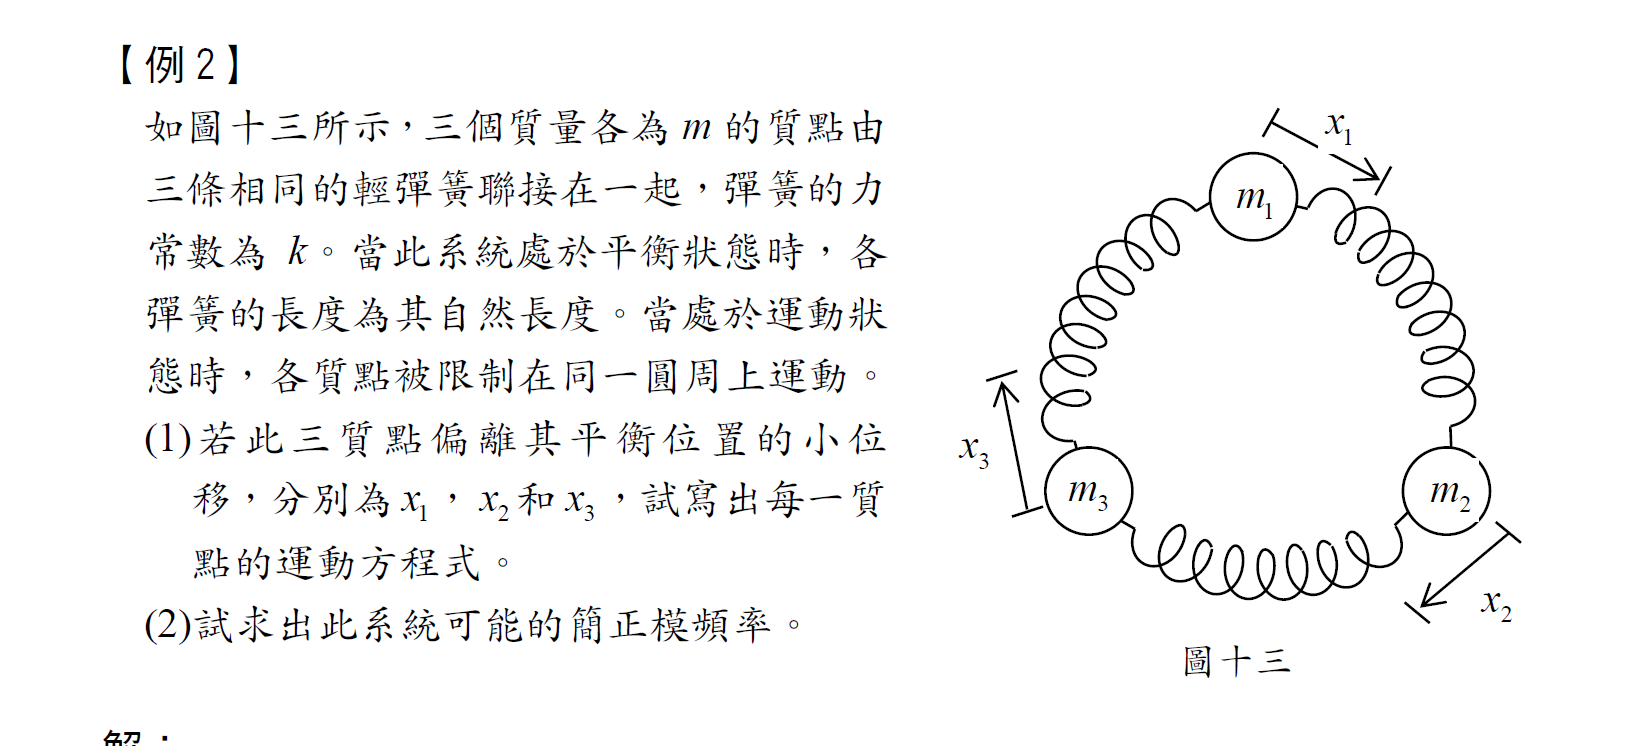 【例 2】
如圖十三所示，三個質量各為 m 的質點由
三條相同的輕彈簧聯接在一起，彈簧的力
常數為 k。當此系統處於平衡狀態時，各
彈簧的長度為其自然長度。當處於運動狀
態時，各質點被限制在同一圓周上運動。
(1)若此三質點偏離其平衡位置的小位
移，分別為 x₁，x₂和 x₃，試寫出每一質
點的運動方程式。
(2)試求出此系統可能的簡正模頻率。
x₁
m₁
x₃
m₃
m₂
x₂
圖十三
解：